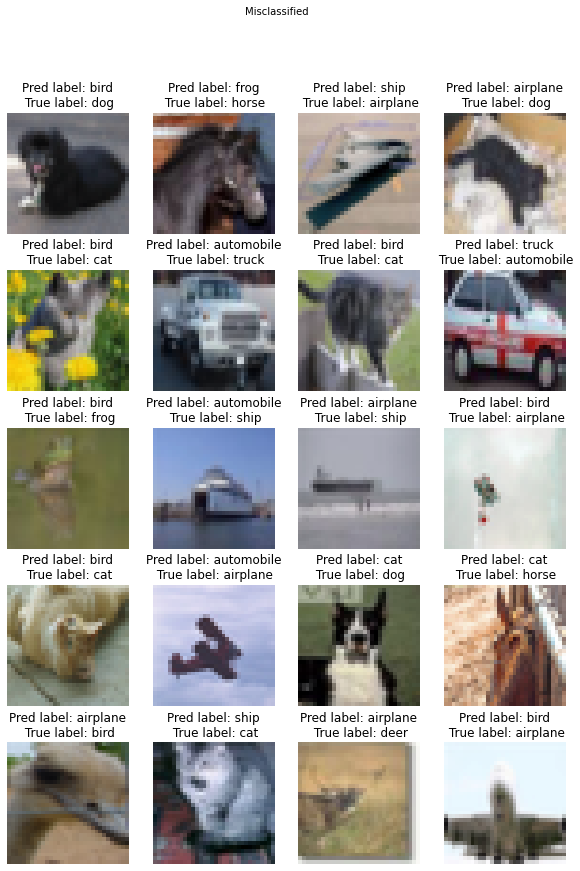 Misclassified
Pred label: bird
True label: dog
Pred label: frog
True label: horse
Pred label: ship
True label: airplane
Pred label: airplane
True label: dog
Pred label: bird
True label: cat
Pred label: automobile
True label: truck
Pred label: bird
True label: cat
Pred label: truck
True label: automobile
Pred label: bird
True label: frog
Pred label: automobile
True label: ship
Pred label: airplane
True label: ship
Pred label: bird
True label: airplane
Pred label: bird
True label: cat
Pred label: automobile
True label: airplane
Pred label: cat
True label: dog
Pred label: cat
True label: horse
Pred label: airplane
True label: bird
Pred label: ship
True label: cat
Pred label: airplane
True label: deer
Pred label: bird
True label: airplane